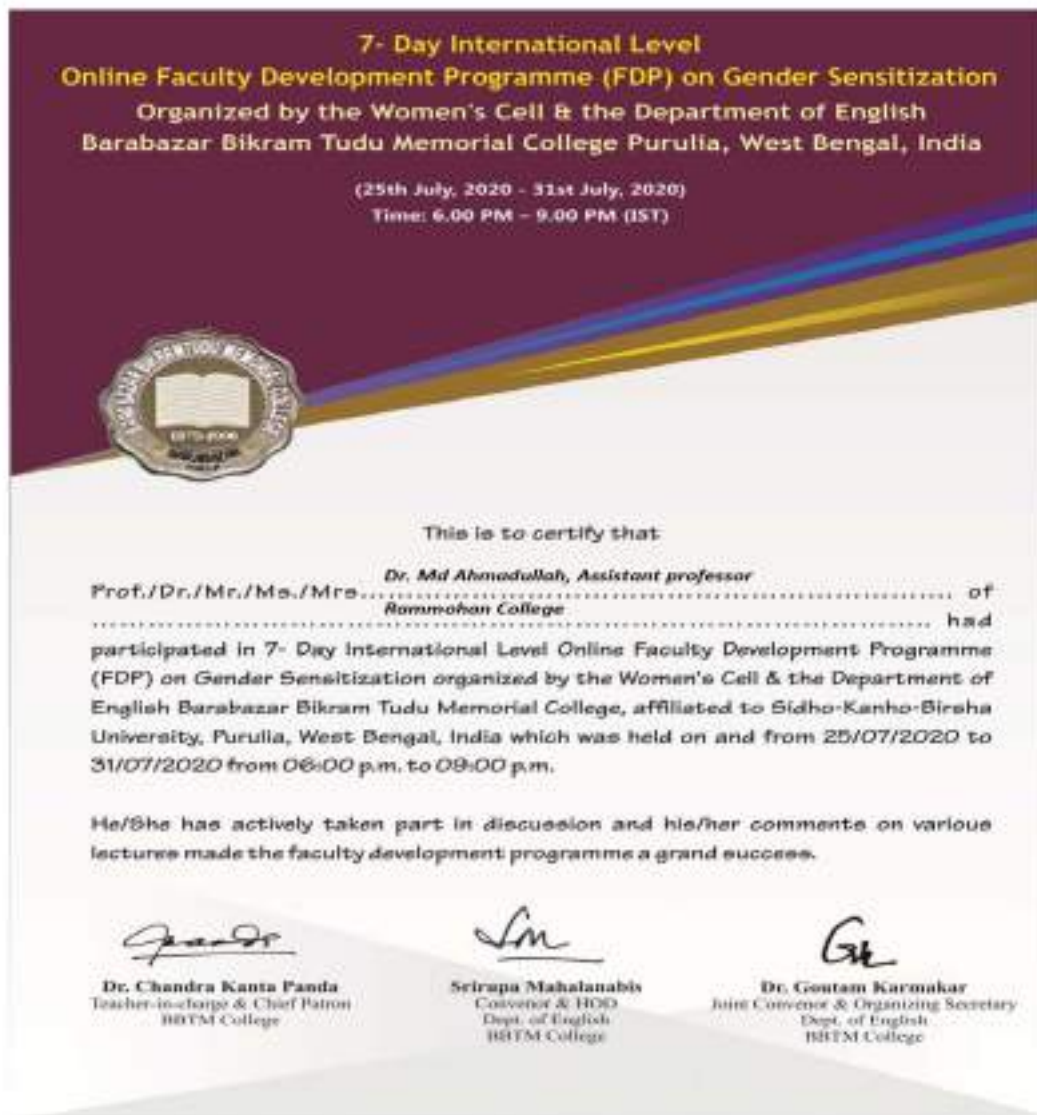 7- Day International Level
Online Faculty Development Programme (FDP) on Gender Sensitization
Organized by the Women's Cell & the Department of English
Barabazar Bikram Tudu Memorial College Purulia, West Bengal, India
(25th July, 2020 - 31st July, 2020)
Time: 6.00 PM – 9.00 PM (IST)
ESTD-2006
BARABAZAR
This is to certify that
Prof./Dr./Mr./Ms./Mrs. Dr. Md Ahmadullah, Assistant professor of
Rammohan College had
participated in 7- Day International Level Online Faculty Development Programme
(FDP) on Gender Sensitization organized by the Women's Cell & the Department of
English Barabazar Bikram Tudu Memorial College, affiliated to Sidho-Kanho-Birsha
University, Purulia, West Bengal, India which was held on and from 25/07/2020 to
31/07/2020 from 06:00 p.m. to 09:00 p.m.
He/She has actively taken part in discussion and his/her comments on various
lectures made the faculty development programme a grand success.
Dr. Chandra Kanta Panda
Teacher-in-charge & Chief Patron
BBTM College
Srirupa Mahalanabis
Convenor & HOD
Dept. of English
BBTM College
Dr. Goutam Karmakar
Joint Convenor & Organizing Secretary
Dept. of English
BBTM College